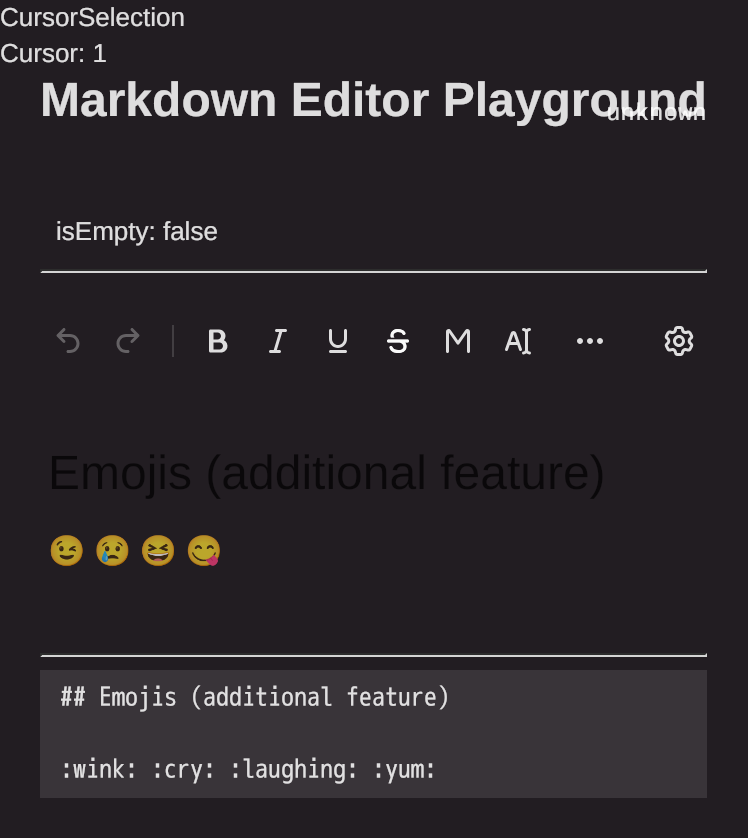 CursorSelection
Cursor: 1
Markdown Editor Playground
unknown
isEmpty: false
B I U S M A
Emojis (additional feature)
😉 😢 😆 😋
## Emojis (additional feature)
:wink: :cry: :laughing: :yum: